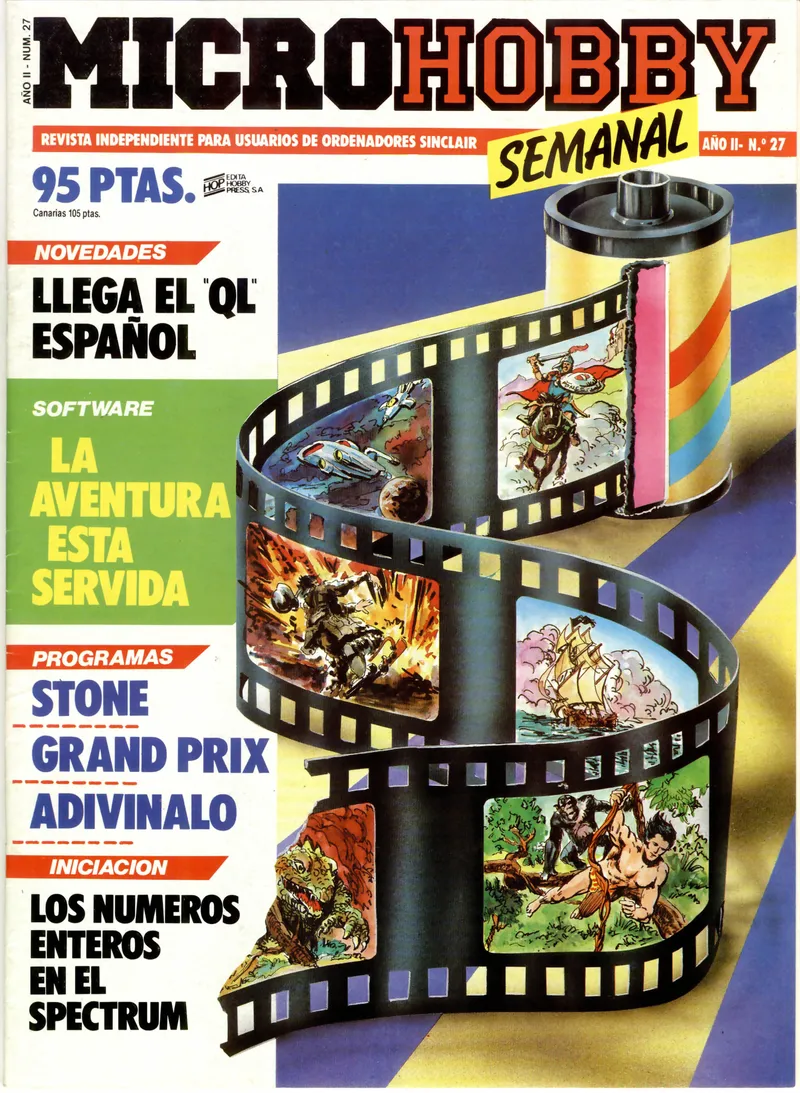 AÑO II - NUM. 27
MICROHOBBY
REVISTA INDEPENDIENTE PARA USUARIOS DE ORDENADORES SINCLAIR
SEMANAL
AÑO II- N.º 27
95 PTAS.
Canarias 105 ptas.
HOP
EDITA
HOBBY
PRESS, S.A
NOVEDADES
LLEGA EL "QL"
ESPAÑOL
SOFTWARE
LA
AVENTURA
ESTA
SERVIDA
PROGRAMAS
STONE
GRAND PRIX
ADIVINALO
INICIACION
LOS NUMEROS
ENTEROS
EN EL
SPECTRUM